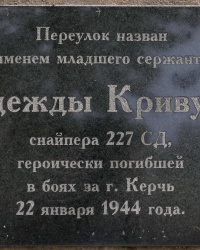 Переулок назван
именем младшего сержанта
дежды Криву
снайпера 227 СД,
героически погибшей
в боях за г. Керчь
22 января 1944 года.